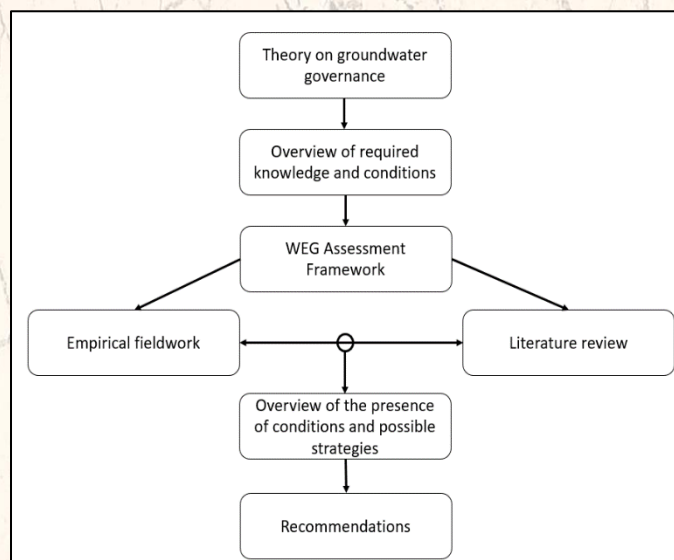 Theory on groundwater
governance
Overview of required
knowledge and conditions
WEG Assessment
Framework
Empirical fieldwork
Literature review
Overview of the presence
of conditions and possible
strategies
Recommendations